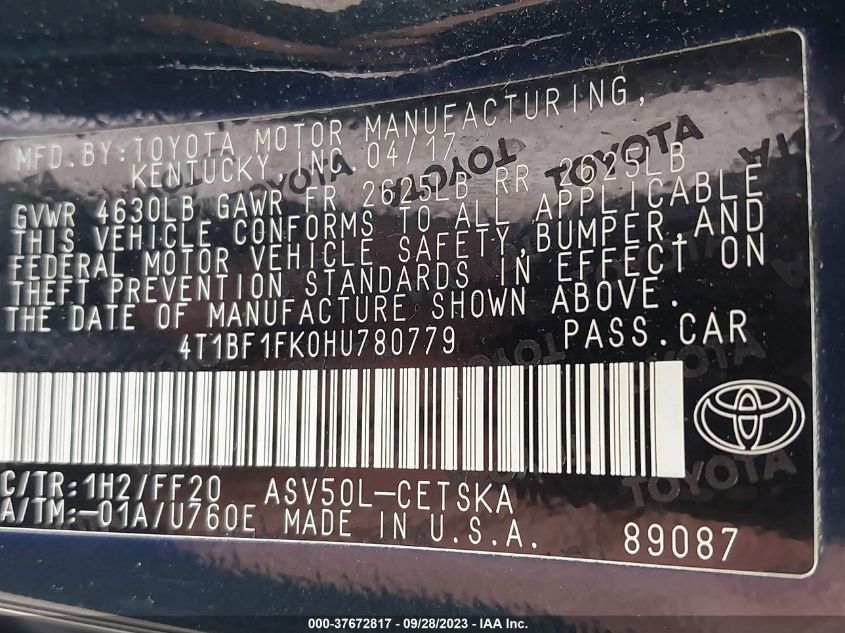 MFD.BY:TOYOTA MOTOR MANUFACTURING,
KENTUCKY, INC. 04/17
GVWR 4630LB GAWR FR 2625LB RR 2625LB
THIS VEHICLE CONFORMS TO ALL APPLICABLE
FEDERAL MOTOR VEHICLE SAFETY,BUMPER,AND
THEFT PREVENTION STANDARDS IN EFFECT ON
THE DATE OF MANUFACTURE SHOWN ABOVE.
4T1BF1FK0HU780779 PASS.CAR
C/TR:1H2/FF20 ASV50L-CETSKA
A/TM:-01A/U760E MADE IN U.S.A. 89087
TOYOTA
TOYOTA
TOYOTA
TOYOTA
000-37672817 - 09/28/2023 - IAA Inc.